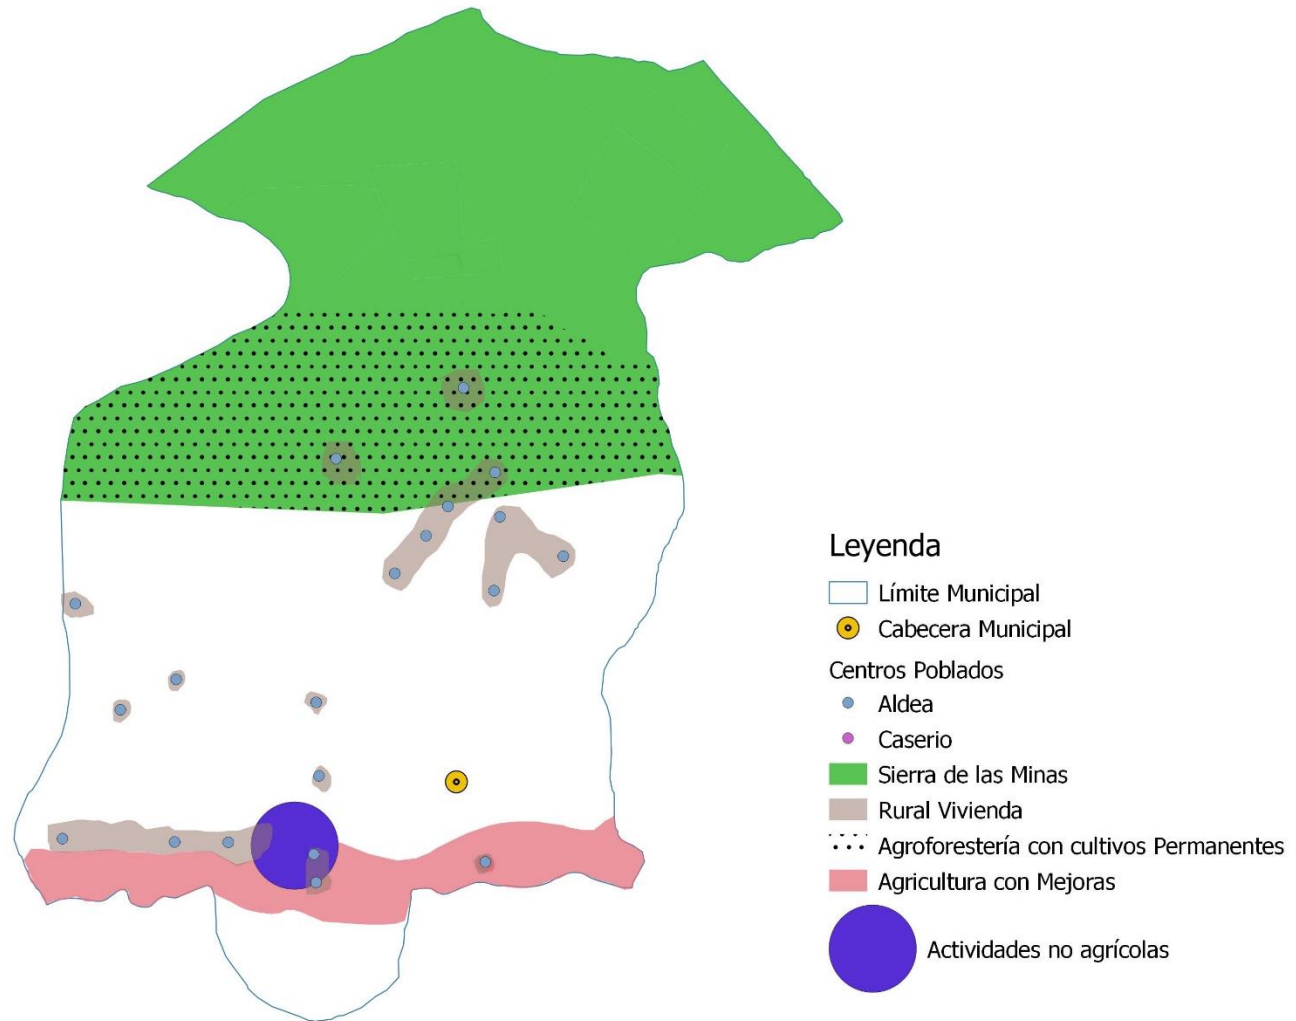 Leyenda
Límite Municipal
Cabecera Municipal
Centros Poblados
Aldea
Caserio
Sierra de las Minas
Rural Vivienda
Agroforestería con cultivos Permanentes
Agricultura con Mejoras
Actividades no agrícolas